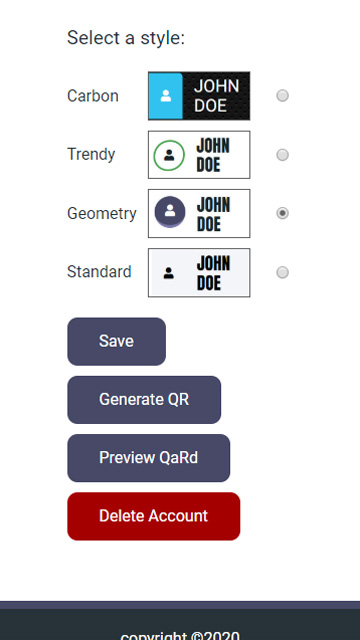 Select a style:
Carbon
JOHN
DOE
Trendy
JOHN
DOE
Geometry
JOHN
DOE
Standard
JOHN
DOE
Save
Generate QR
Preview QaRd
Delete Account
copyright ©2020